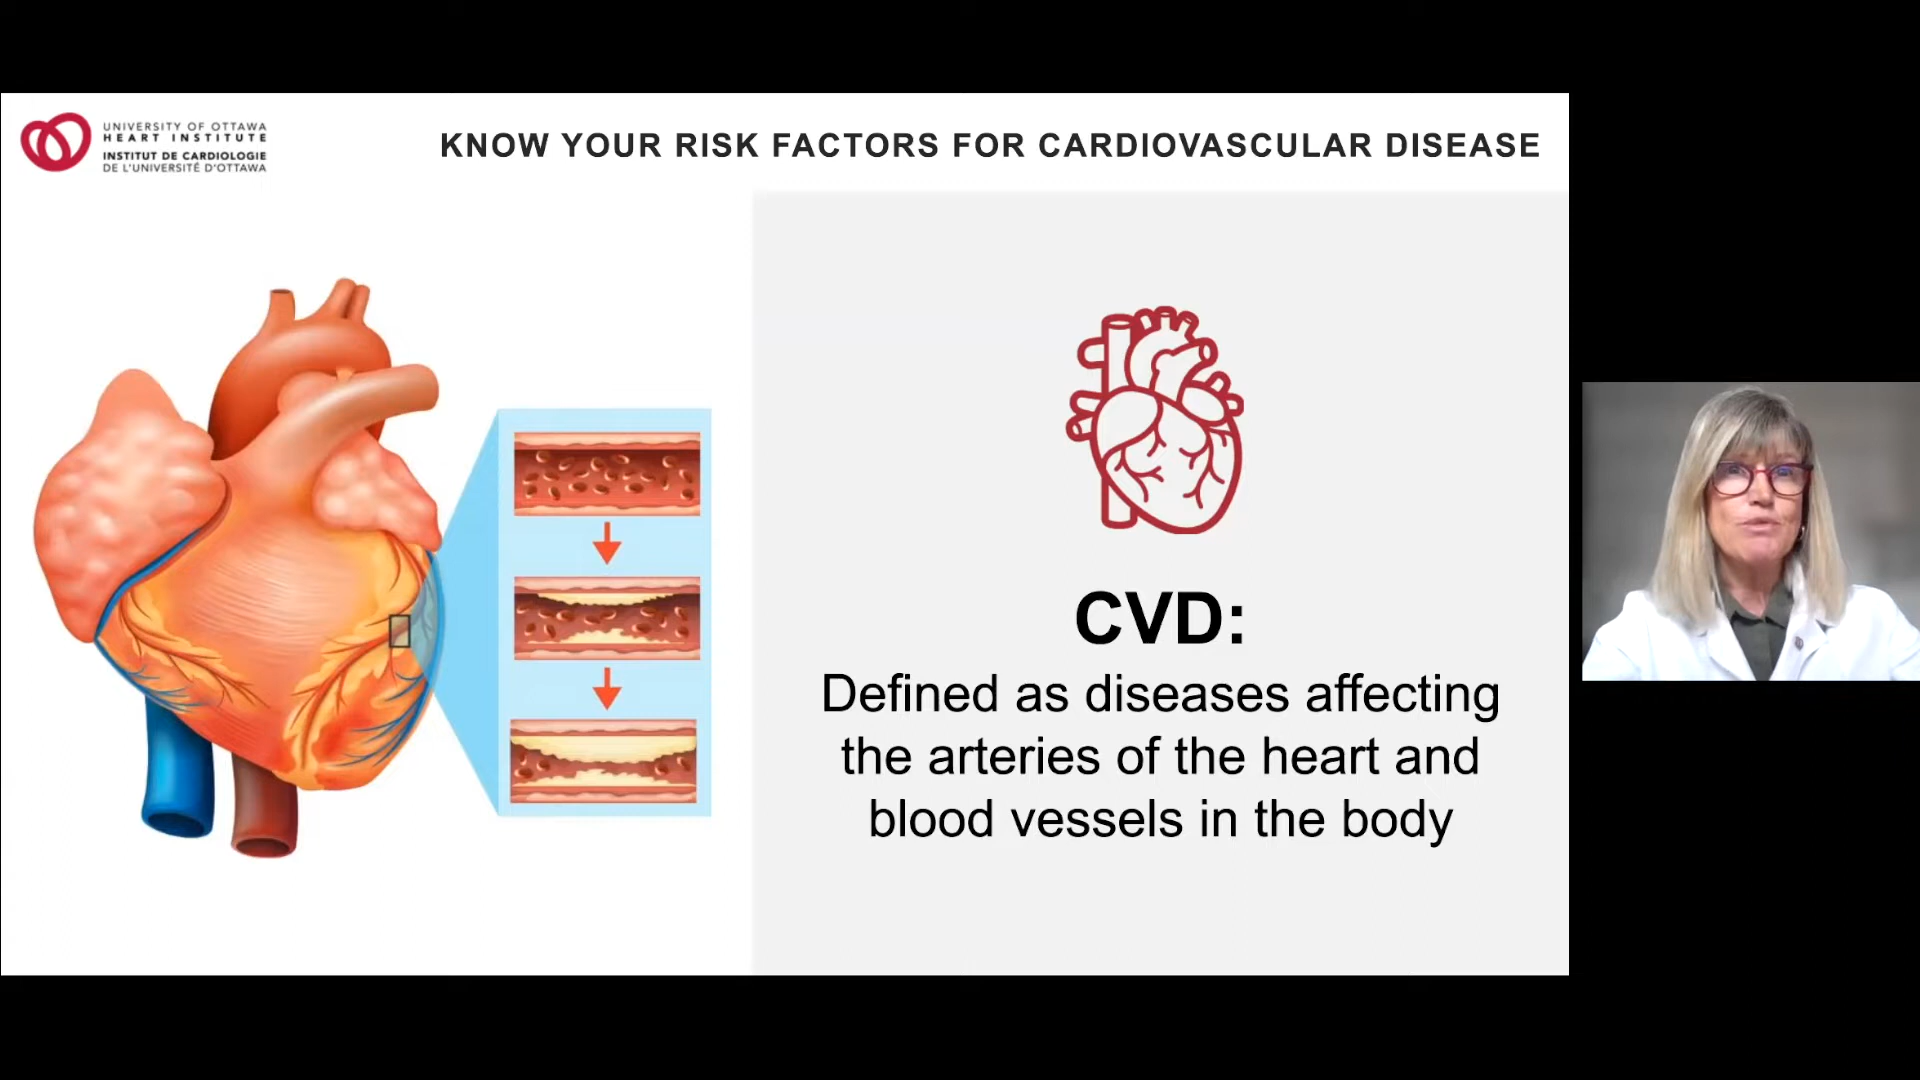 UNIVERSITY OF OTTAWA
HEART INSTITUTE
INSTITUT DE CARDIOLOGIE
DE L'UNIVERSITÉ D'OTTAWA
KNOW YOUR RISK FACTORS FOR CARDIOVASCULAR DISEASE
CVD:
Defined as diseases affecting
the arteries of the heart and
blood vessels in the body